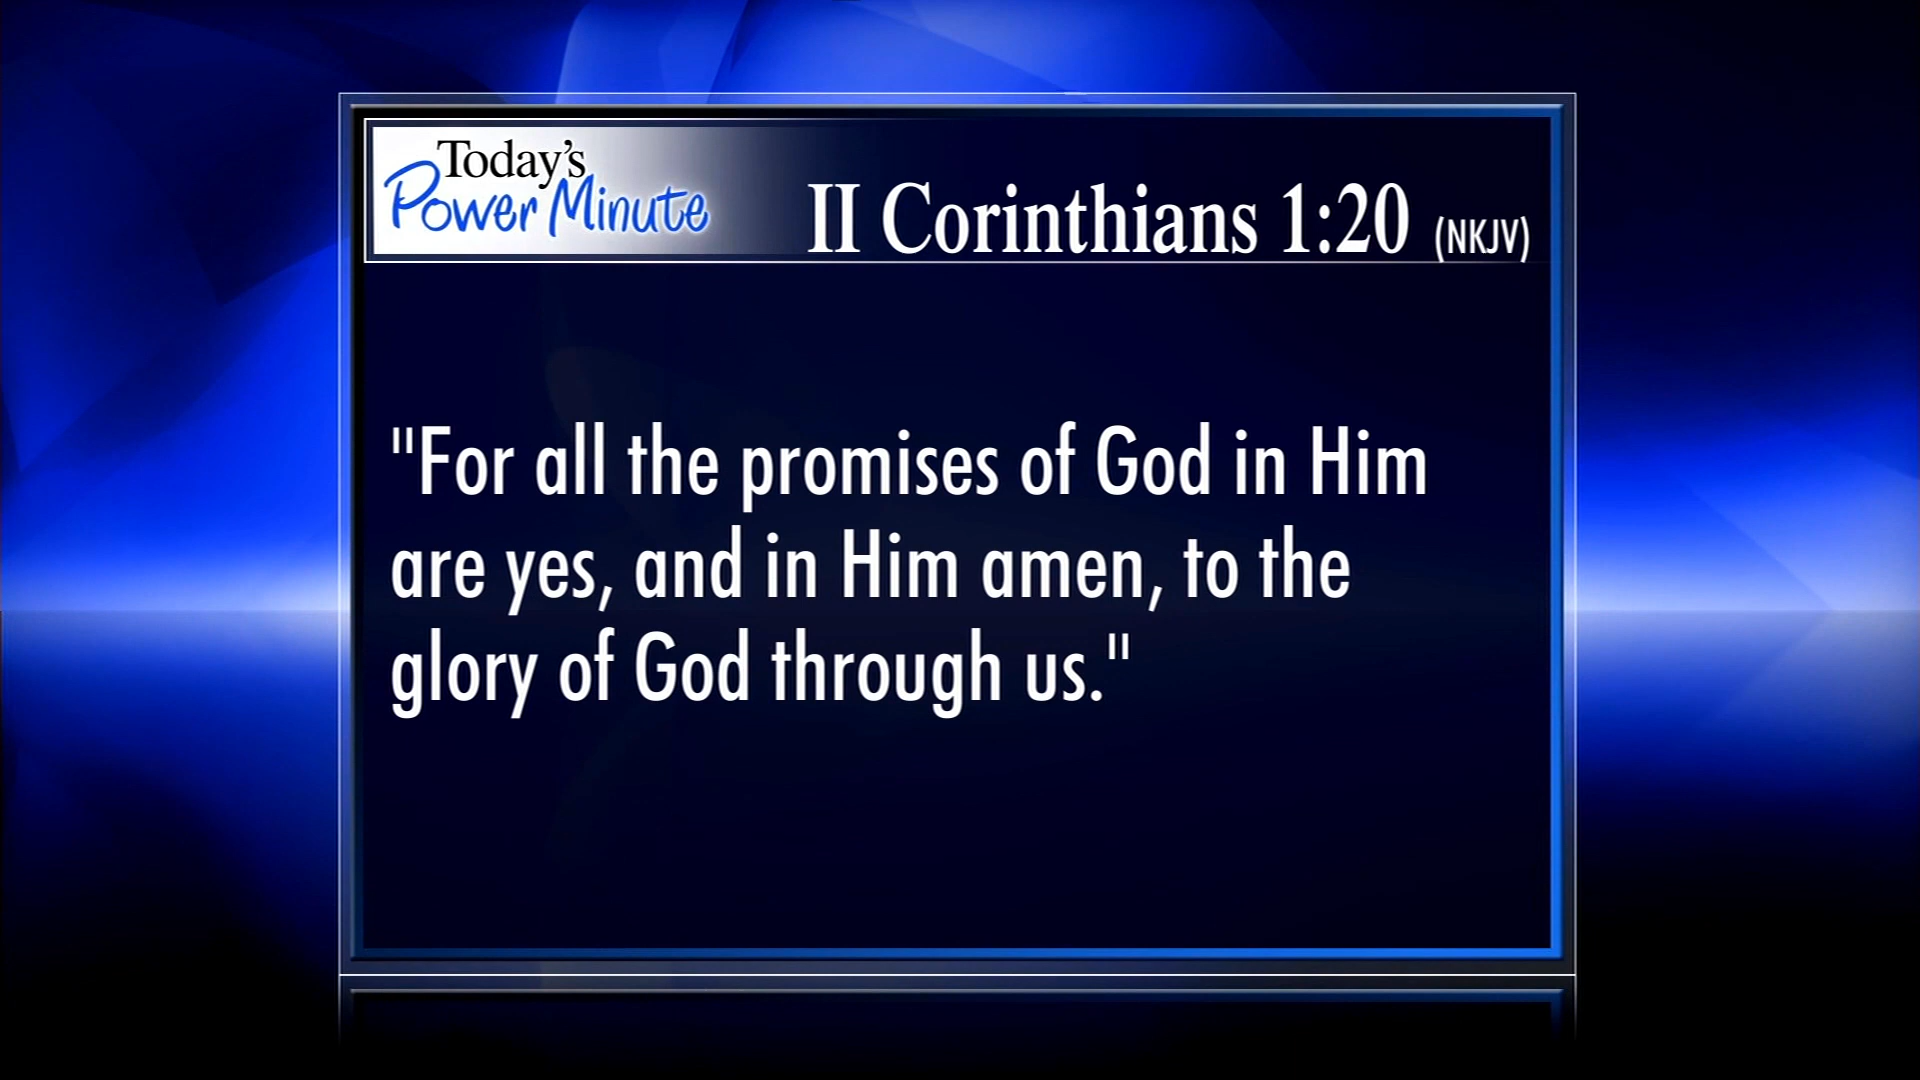 Today's
Power Minute
II Corinthians 1:20 (NKJV)
"For all the promises of God in Him
are yes, and in Him amen, to the
glory of God through us."